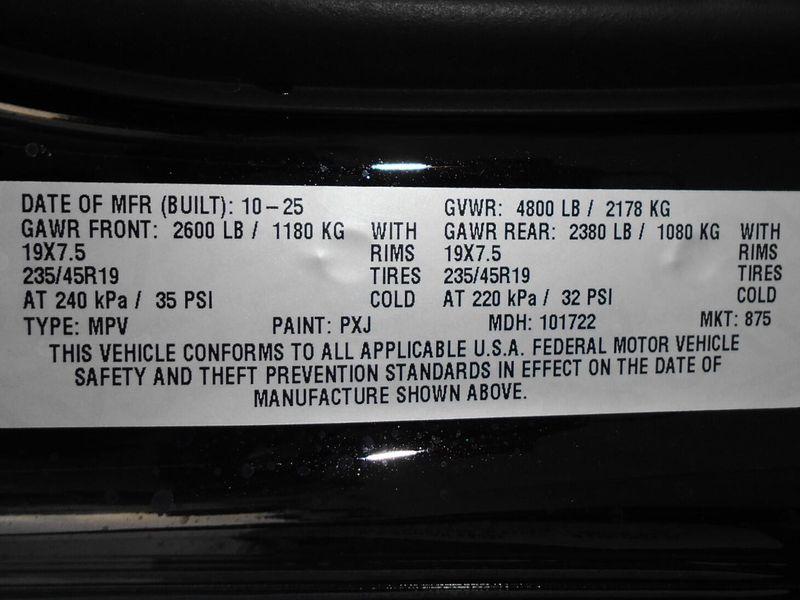 DATE OF MFR (BUILT): 10-25 GVWR: 4800 LB / 2178 KG
GAWR FRONT: 2600 LB / 1180 KG WITH GAWR REAR: 2380 LB / 1080 KG WITH
19X7.5 RIMS 19X7.5 RIMS
235/45R19 TIRES 235/45R19 TIRES
AT 240 kPa / 35 PSI COLD AT 220 kPa / 32 PSI COLD
TYPE: MPV PAINT: PXJ MDH: 101722 MKT: 875
THIS VEHICLE CONFORMS TO ALL APPLICABLE U.S.A. FEDERAL MOTOR VEHICLE
SAFETY AND THEFT PREVENTION STANDARDS IN EFFECT ON THE DATE OF
MANUFACTURE SHOWN ABOVE.